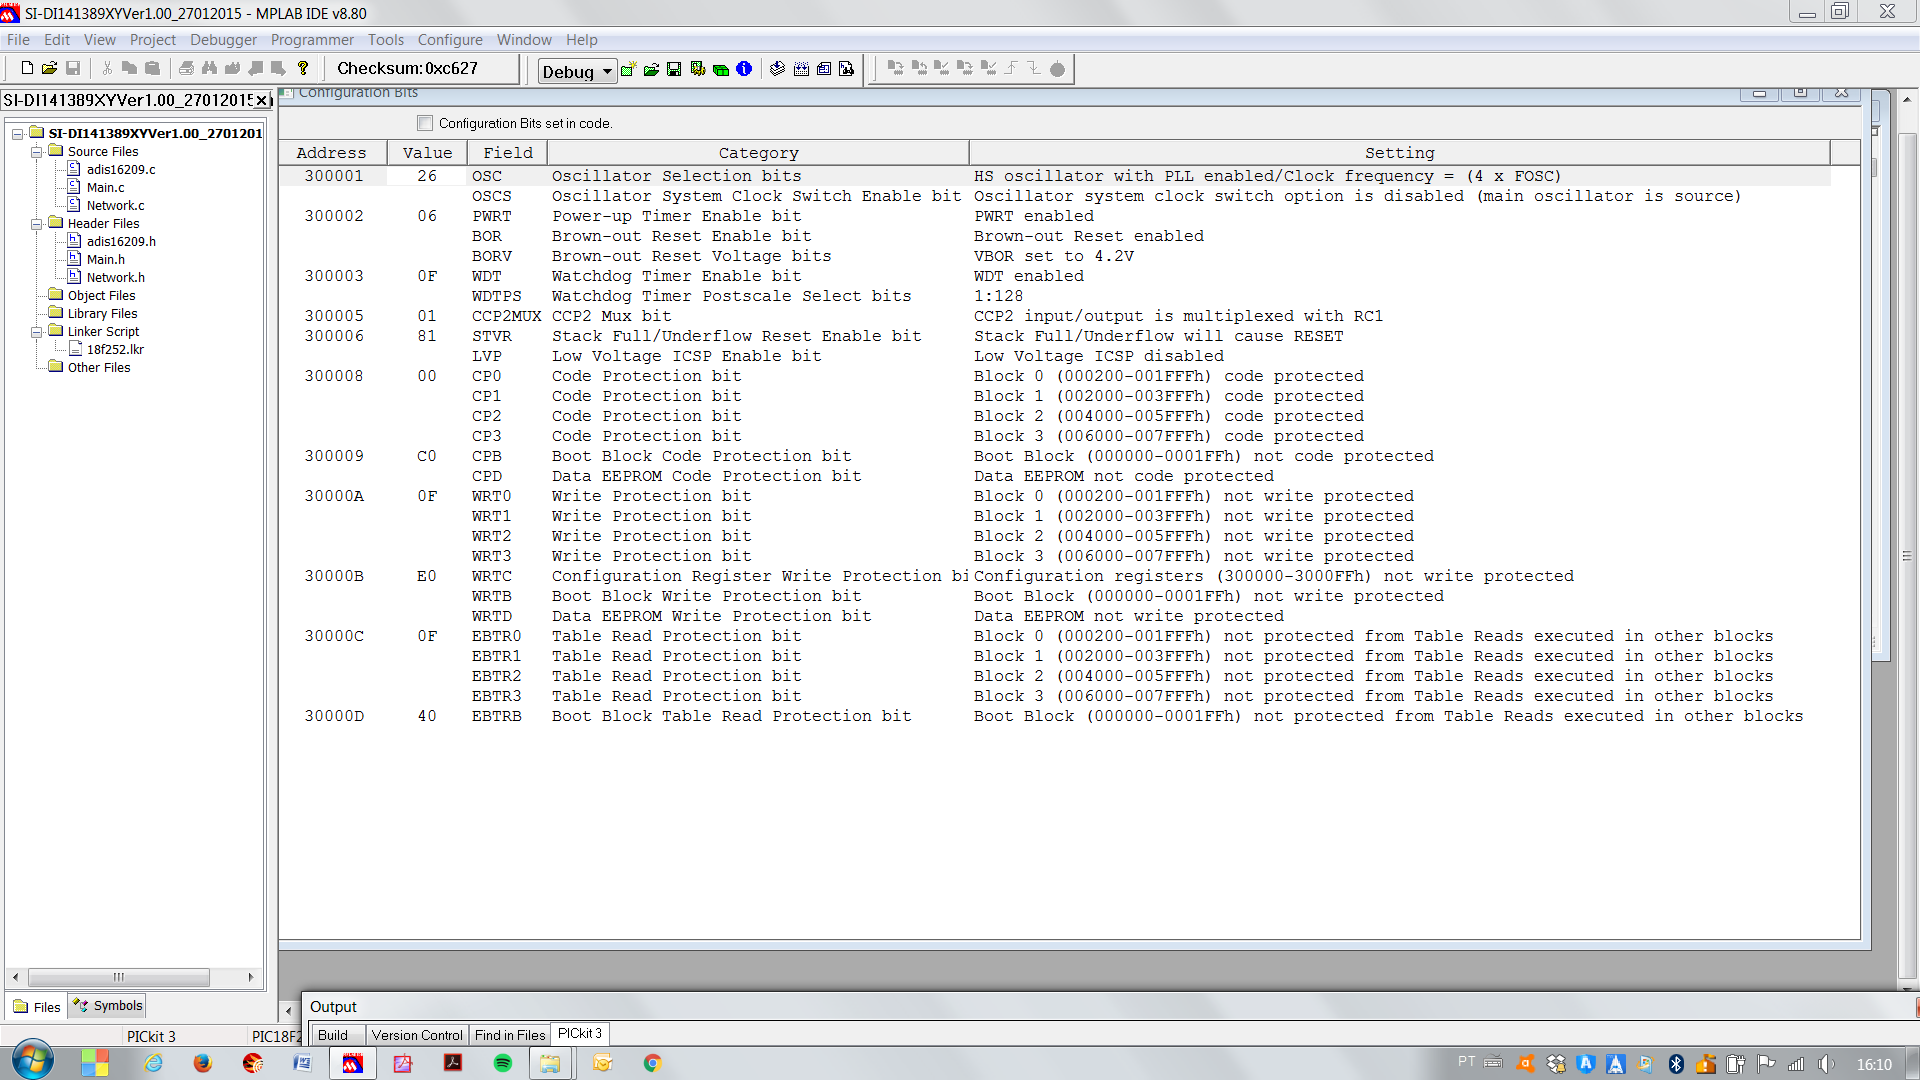 SI-DI141389XYVer1.00_27012015 - MPLAB IDE v8.80
File Edit View Project Debugger Programmer Tools Configure Window Help
Checksum: 0xc627 Debug
SI-DI141389XYVer1.00_27012015
SI-DI141389XYVer1.00_2701201
Source Files
adis16209.c
Main.c
Network.c
Header Files
adis16209.h
Main.h
Network.h
Object Files
Library Files
Linker Script
18f252.lkr
Other Files
Files Symbols
Configuration Bits
Configuration Bits set in code.
Address Value Field Category Setting
300001 26 OSC Oscillator Selection bits HS oscillator with PLL enabled/Clock frequency = (4 x FOSC)
OSCS Oscillator System Clock Switch Enable bit Oscillator system clock switch option is disabled (main oscillator is source)
300002 06 PWRT Power-up Timer Enable bit PWRT enabled
BOR Brown-out Reset Enable bit Brown-out Reset enabled
BORV Brown-out Reset Voltage bits VBOR set to 4.2V
300003 0F WDT Watchdog Timer Enable bit WDT enabled
WDTPS Watchdog Timer Postscale Select bits 1:128
300005 01 CCP2MUX CCP2 Mux bit CCP2 input/output is multiplexed with RC1
300006 81 STVR Stack Full/Underflow Reset Enable bit Stack Full/Underflow will cause RESET
LVP Low Voltage ICSP Enable bit Low Voltage ICSP disabled
300008 00 CP0 Code Protection bit Block 0 (000200-001FFFh) code protected
CP1 Code Protection bit Block 1 (002000-003FFFh) code protected
CP2 Code Protection bit Block 2 (004000-005FFFh) code protected
CP3 Code Protection bit Block 3 (006000-007FFFh) code protected
300009 C0 CPB Boot Block Code Protection bit Boot Block (000000-0001FFh) not code protected
CPD Data EEPROM Code Protection bit Data EEPROM not code protected
30000A 0F WRT0 Write Protection bit Block 0 (000200-001FFFh) not write protected
WRT1 Write Protection bit Block 1 (002000-003FFFh) not write protected
WRT2 Write Protection bit Block 2 (004000-005FFFh) not write protected
WRT3 Write Protection bit Block 3 (006000-007FFFh) not write protected
30000B E0 WRTC Configuration Register Write Protection bi Configuration registers (300000-3000FFh) not write protected
WRTB Boot Block Write Protection bit Boot Block (000000-0001FFh) not write protected
WRTD Data EEPROM Write Protection bit Data EEPROM not write protected
30000C 0F EBTR0 Table Read Protection bit Block 0 (000200-001FFFh) not protected from Table Reads executed in other blocks
EBTR1 Table Read Protection bit Block 1 (002000-003FFFh) not protected from Table Reads executed in other blocks
EBTR2 Table Read Protection bit Block 2 (004000-005FFFh) not protected from Table Reads executed in other blocks
EBTR3 Table Read Protection bit Block 3 (006000-007FFFh) not protected from Table Reads executed in other blocks
30000D 40 EBTRB Boot Block Table Read Protection bit Boot Block (000000-0001FFh) not protected from Table Reads executed in other blocks
Output
Build Version Control Find in Files PICkit 3
PICkit 3 PIC18F2
PT 16:10